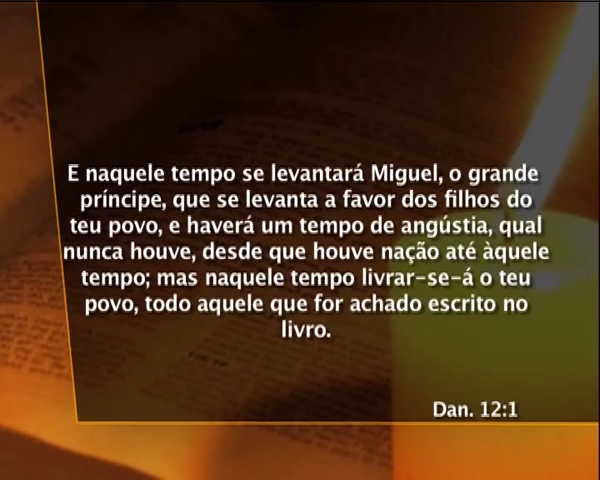 E naquele tempo se levantará Miguel, o grande
príncipe, que se levanta a favor dos filhos do
teu povo, e haverá um tempo de angústia, qual
nunca houve, desde que houve nação até àquele
tempo; mas naquele tempo livrar-se-á o teu
povo, todo aquele que for achado escrito no
livro.
Dan. 12:1